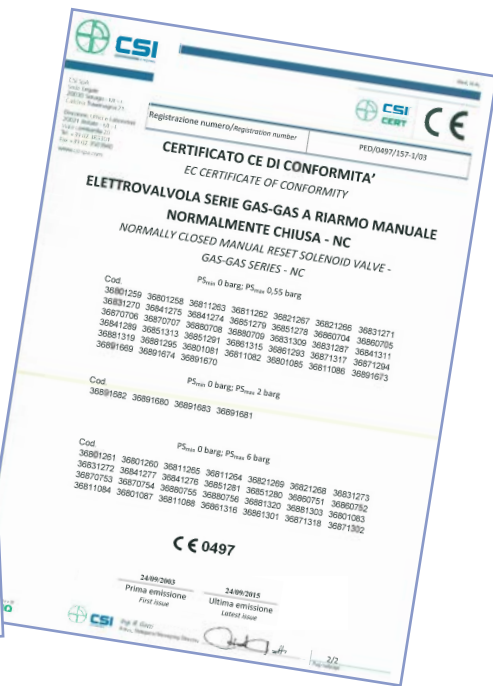 CSI
CSI SpA
Sede Legale
20030 Senago - (MI) - I
CSI
CERT
CE
Registrazione numero/Registration number
PED/0497/157-1/03
CERTIFICATO CE DI CONFORMITA'
EC CERTIFICATE OF CONFORMITY
ELETTROVALVOLA SERIE GAS-GAS A RIARMO MANUALE
NORMALMENTE CHIUSA - NC
NORMALLY CLOSED MANUAL RESET SOLENOID VALVE -
GAS-GAS SERIES - NC
PSmin 0 barg; PSmax 0,55 barg
Cod.
36801259 36801258 36811263 36811262 36821267 36821266 36831271
36831270 36841275 36841274 36851279 36851278 36860704 36860705
36870706 36870707 36880708 36880709 36831309 36831287 36841311
36841289 36851313 36851291 36861315 36861293 36871317 36871294
36881319 36881295 36801081 36811082 36801085 36811086 36891673
36891669 36891674 36891670
PSmin 0 barg; PSmax 2 barg
Cod.
36891682 36891680 36891683 36891681
PSmin 0 barg; PSmax 6 barg
Cod.
36801261 36801260 36811265 36811264 36821269 36821268 36831273
36831272 36841277 36841276 36851281 36851280 36860751 36860752
36870753 36870754 36880755 36880756 36881320 36881303 36801083
36811084 36801087 36811088 36861316 36861301 36871318 36871302
CE 0497
24/09/2003
Prima emissione
First issue
24/09/2015
Ultima emissione
Latest issue
CSI
2/2